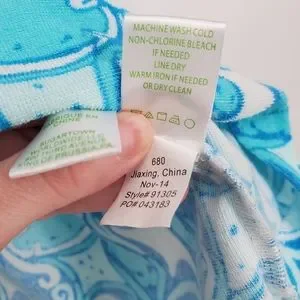 MACHINE WASH COLD
NON-CHLORINE BLEACH
IF NEEDED
LINE DRY
WARM IRON IF NEEDED
OR DRY CLEAN
SUGARTOWN
680
Jiaxing, China
Nov-14
Style# 91305
PO# 043183